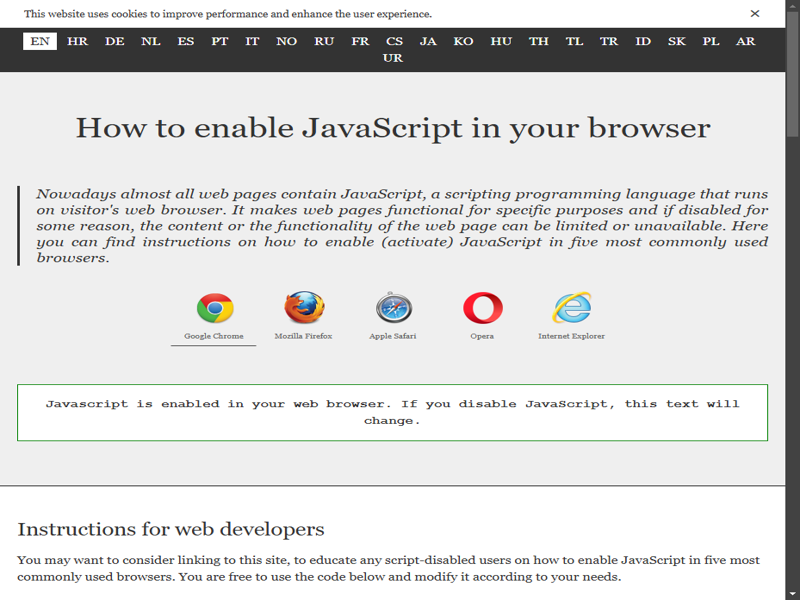 This website uses cookies to improve performance and enhance the user experience.
×
EN HR DE NL ES PT IT NO RU FR CS JA KO HU TH TL TR ID SK PL AR
UR
How to enable JavaScript in your browser
Nowadays almost all web pages contain JavaScript, a scripting programming language that runs
on visitor's web browser. It makes web pages functional for specific purposes and if disabled for
some reason, the content or the functionality of the web page can be limited or unavailable. Here
you can find instructions on how to enable (activate) JavaScript in five most commonly used
browsers.
Google Chrome Mozilla Firefox Apple Safari Opera Internet Explorer
Javascript is enabled in your web browser. If you disable JavaScript, this text will
change.
Instructions for web developers
You may want to consider linking to this site, to educate any script-disabled users on how to enable JavaScript in five most
commonly used browsers. You are free to use the code below and modify it according to your needs.